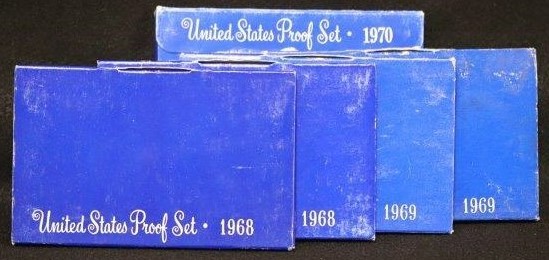 United States Proof Set • 1970
United States Proof Set • 1968
1968
1969
1969